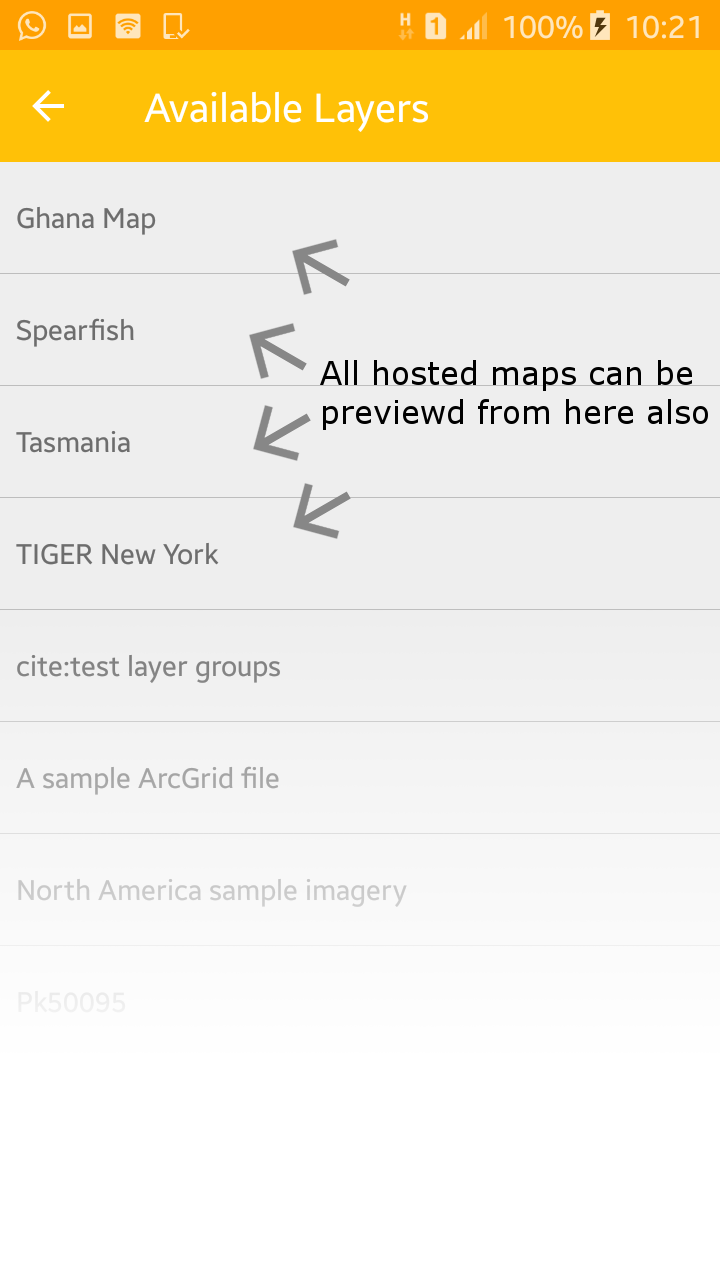 H 1 100% 10:21
Available Layers
Ghana Map
Spearfish
All hosted maps can be
previewd from here also
Tasmania
TIGER New York
cite:test layer groups
A sample ArcGrid file
North America sample imagery
Pk50095